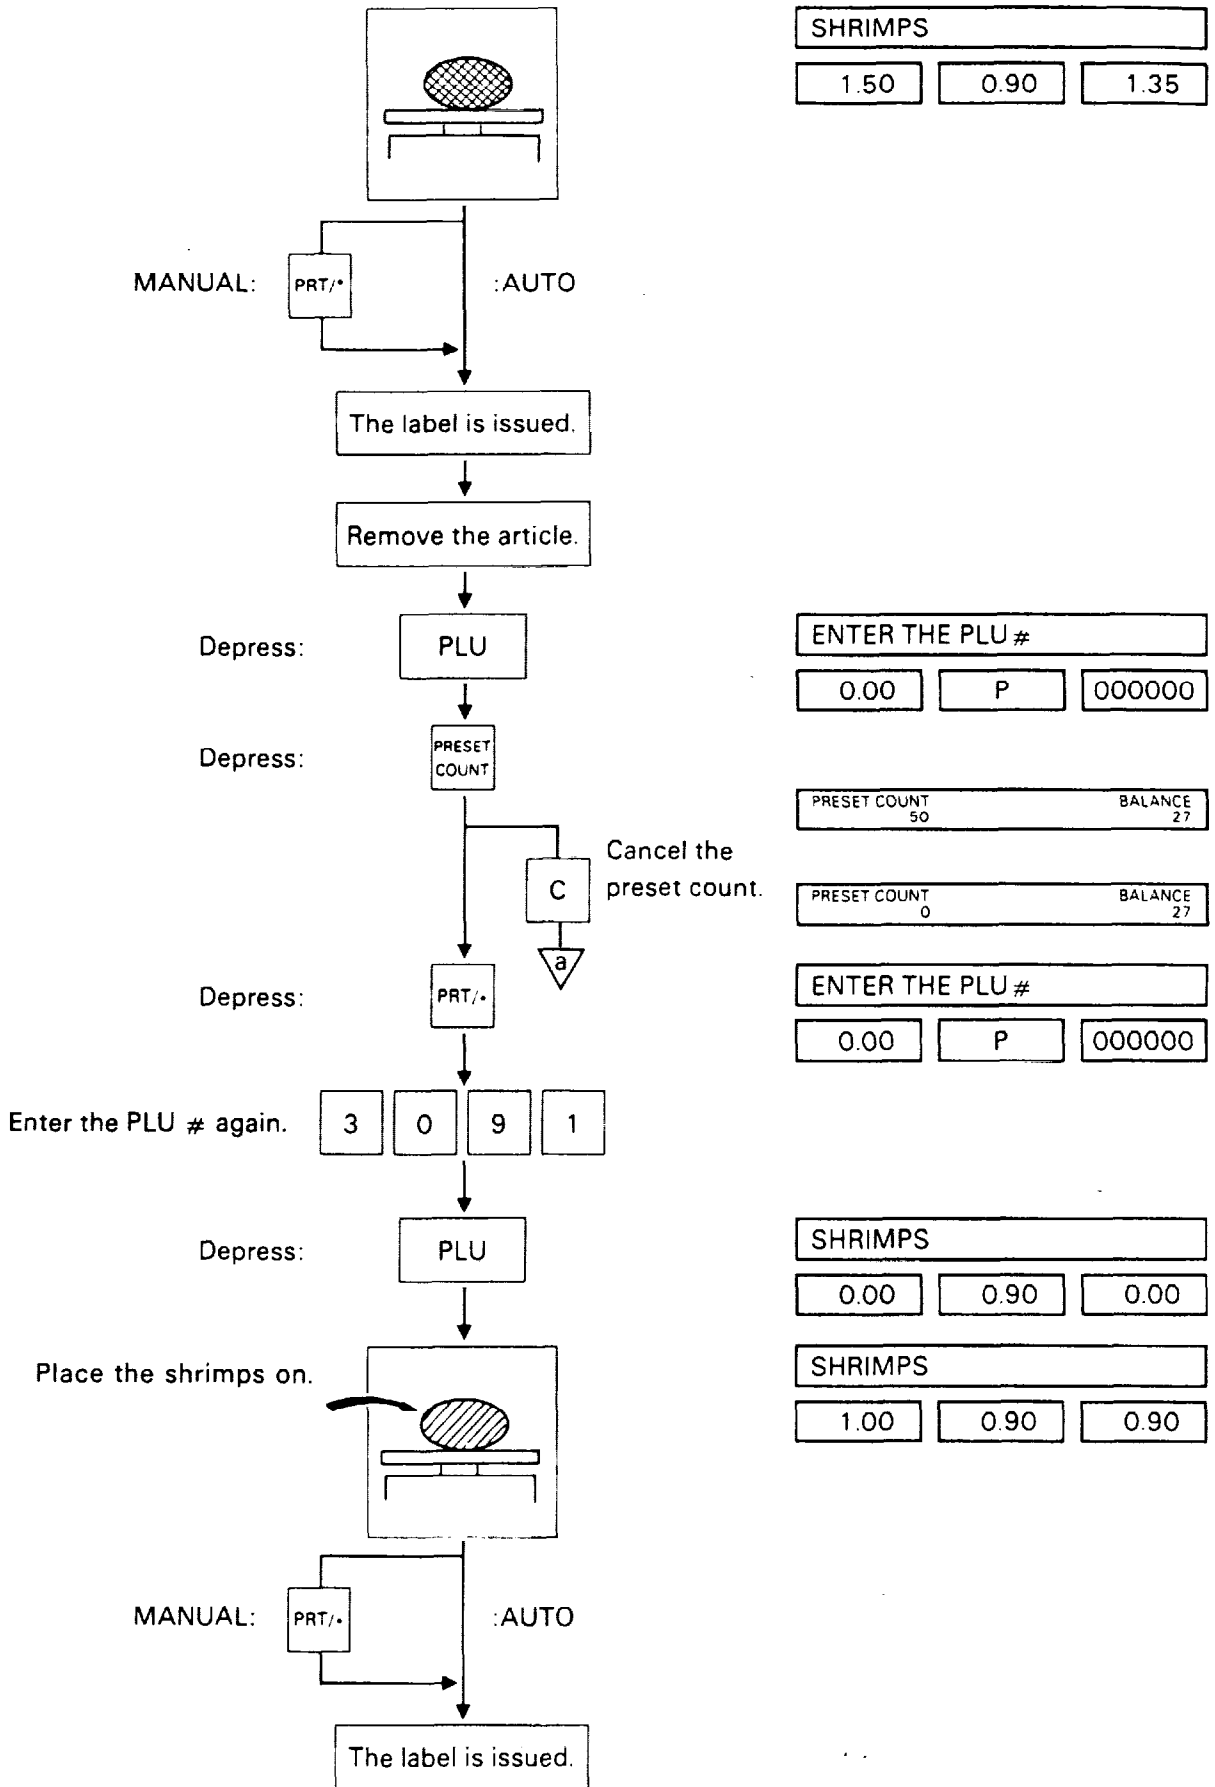 SHRIMPS
1.50 0.90 1.35
MANUAL: PRT/* :AUTO
The label is issued.
Remove the article.
Depress: PLU
ENTER THE PLU #
0.00 P 000000
Depress: PRESET COUNT
PRESET COUNT BALANCE
50 27
Cancel the
C preset count.
PRESET COUNT BALANCE
0 27
a
Depress: PRT/*
ENTER THE PLU #
0.00 P 000000
Enter the PLU # again. 3 0 9 1
Depress: PLU
SHRIMPS
0.00 0.90 0.00
Place the shrimps on.
SHRIMPS
1.00 0.90 0.90
MANUAL: PRT/* :AUTO
The label is issued.